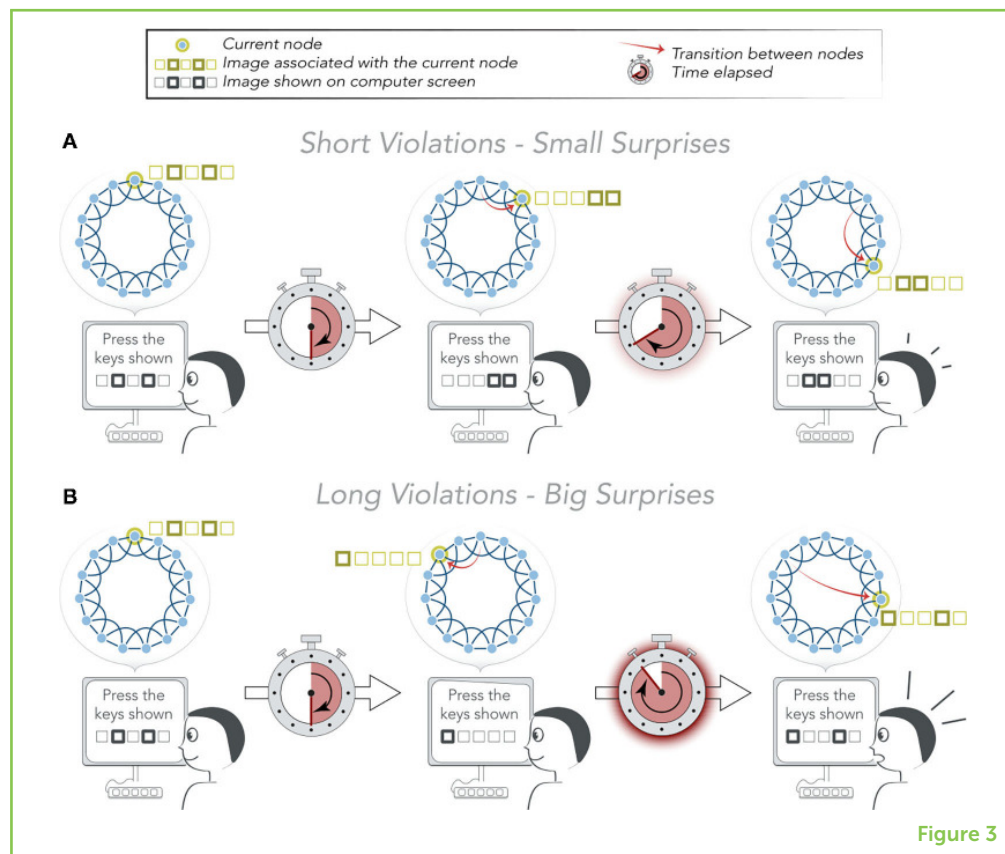 Current node
Image associated with the current node
Image shown on computer screen
Transition between nodes
Time elapsed
A
Short Violations - Small Surprises
Press the
keys shown
Press the
keys shown
Press the
keys shown
B
Long Violations - Big Surprises
Press the
keys shown
Press the
keys shown
Press the
keys shown
Figure 3